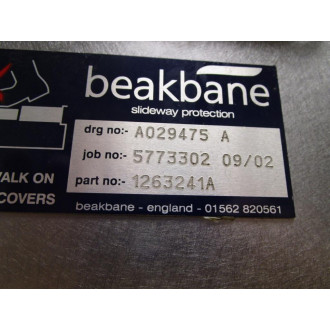 beakbane
slideway protection
drg no:- A029475 A
job no:- 5773302 09/02
part no:- 1263241A
WALK ON
COVERS
beakbane - england - 01562 820561